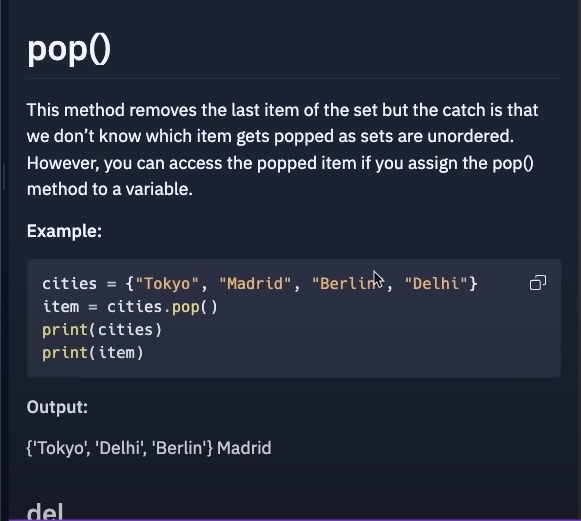 pop()
This method removes the last item of the set but the catch is that
we don’t know which item gets popped as sets are unordered.
However, you can access the popped item if you assign the pop()
method to a variable.
Example:
cities = {"Tokyo", "Madrid", "Berlin", "Delhi"}
item = cities.pop()
print(cities)
print(item)
Output:
{'Tokyo', 'Delhi', 'Berlin'} Madrid
del